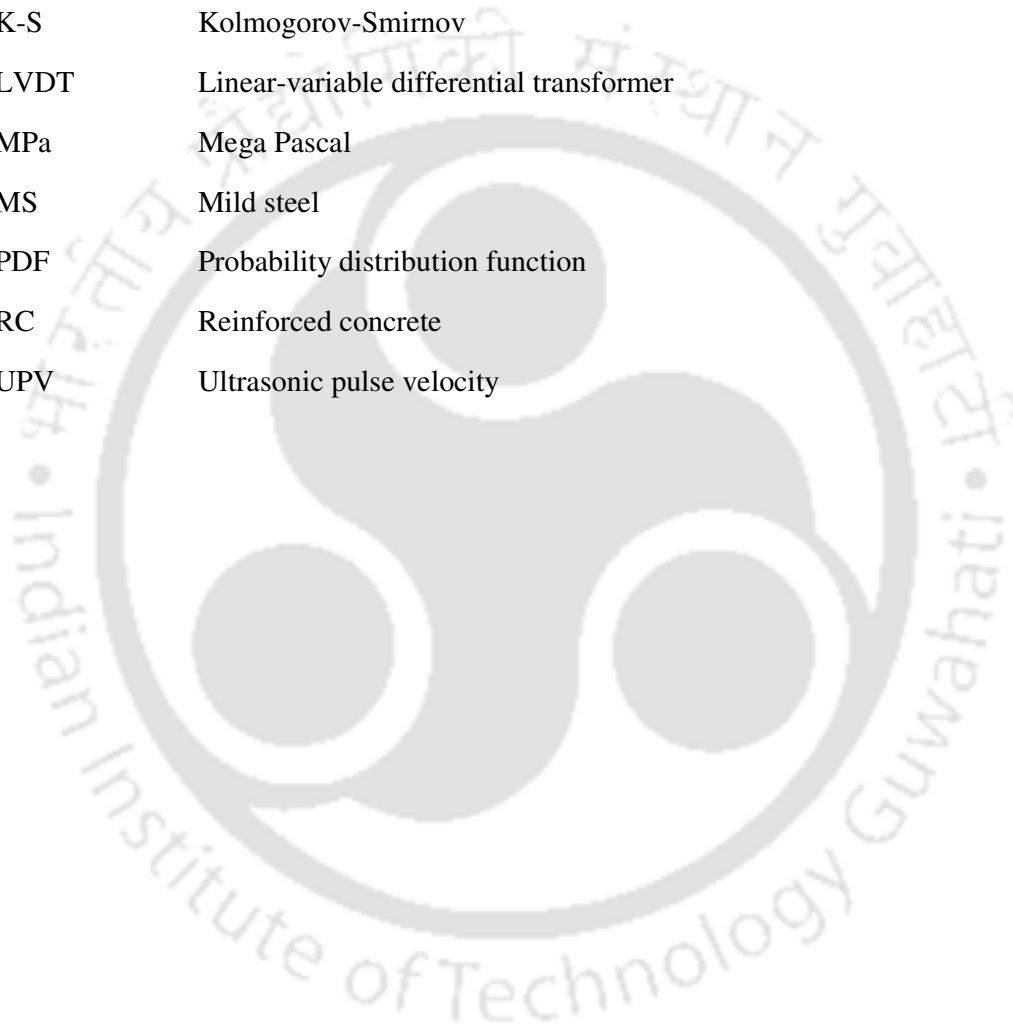 K-S Kolmogorov-Smirnov
LVDT Linear-variable differential transformer
MPa Mega Pascal
MS Mild steel
PDF Probability distribution function
RC Reinforced concrete
UPV Ultrasonic pulse velocity
भारतीय प्रौद्योगिकी संस्थान गुवाहाटी
Indian Institute of Technology Guwahati